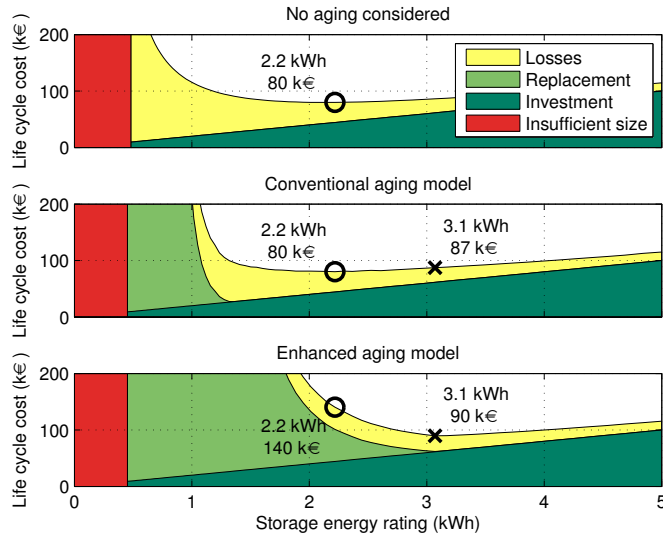 No aging considered
Life cycle cost (k€)
200
100
0
2.2 kWh
80 k€
Losses
Replacement
Investment
Insufficient size
Conventional aging model
Life cycle cost (k€)
200
100
0
2.2 kWh
80 k€
3.1 kWh
87 k€
Enhanced aging model
Life cycle cost (k€)
200
100
0
2.2 kWh
140 k€
3.1 kWh
90 k€
0 1 2 3 4 5
Storage energy rating (kWh)